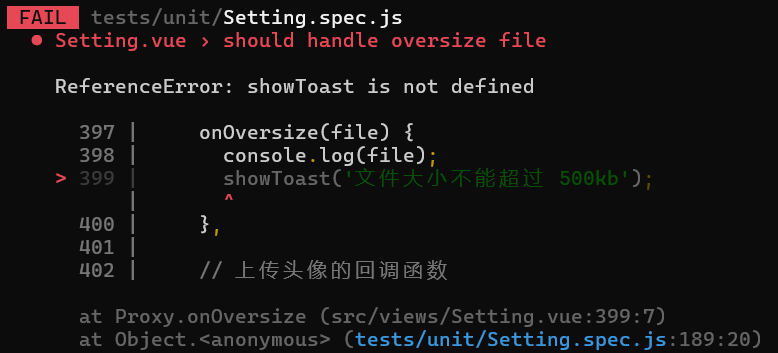 FAIL tests/unit/Setting.spec.js
● Setting.vue › should handle oversize file
ReferenceError: showToast is not defined
397 | onOversize(file) {
398 | console.log(file);
> 399 | showToast('文件大小不能超过 500kb');
| ^
400 | },
401 |
402 | // 上传头像的回调函数
at Proxy.onOversize (src/views/Setting.vue:399:7)
at Object.<anonymous> (tests/unit/Setting.spec.js:189:20)